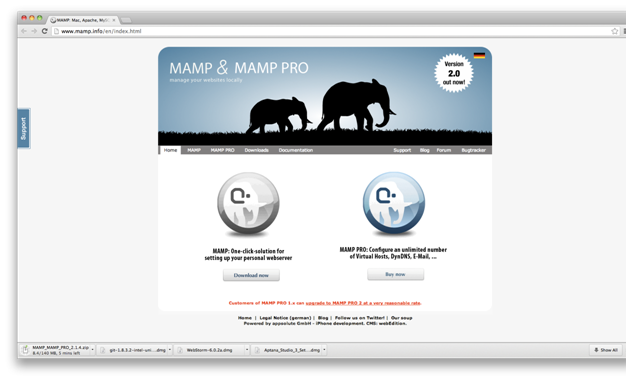 MAMP: Mac, Apache, MyS
www.mamp.info/en/index.html
MAMP & MAMP PRO
manage your websites locally
Version
2.0
out now!
Support
Home MAMP MAMP PRO Downloads Documentation Support Blog Forum Bugtracker
MAMP: One-click-solution for
setting up your personal webserver
Download now
MAMP PRO: Configure an unlimited number
of Virtual Hosts, DynDNS, E-Mail, ...
Buy now
Customers of MAMP PRO 1.x can upgrade to MAMP PRO 2 at a very reasonable rate.
Home | Legal Notice (german) | Blog | Follow us on Twitter! | Our soup
Powered by appsolute GmbH - iPhone development. CMS: webEdition.
MAMP_MAMP_PRO_2.1.4.zip
8.4/140 MB, 5 mins left
git-1.8.3.2-intel-uni....dmg
WebStorm-6.0.2a.dmg
Aptana_Studio_3_Set....dmg
Show All